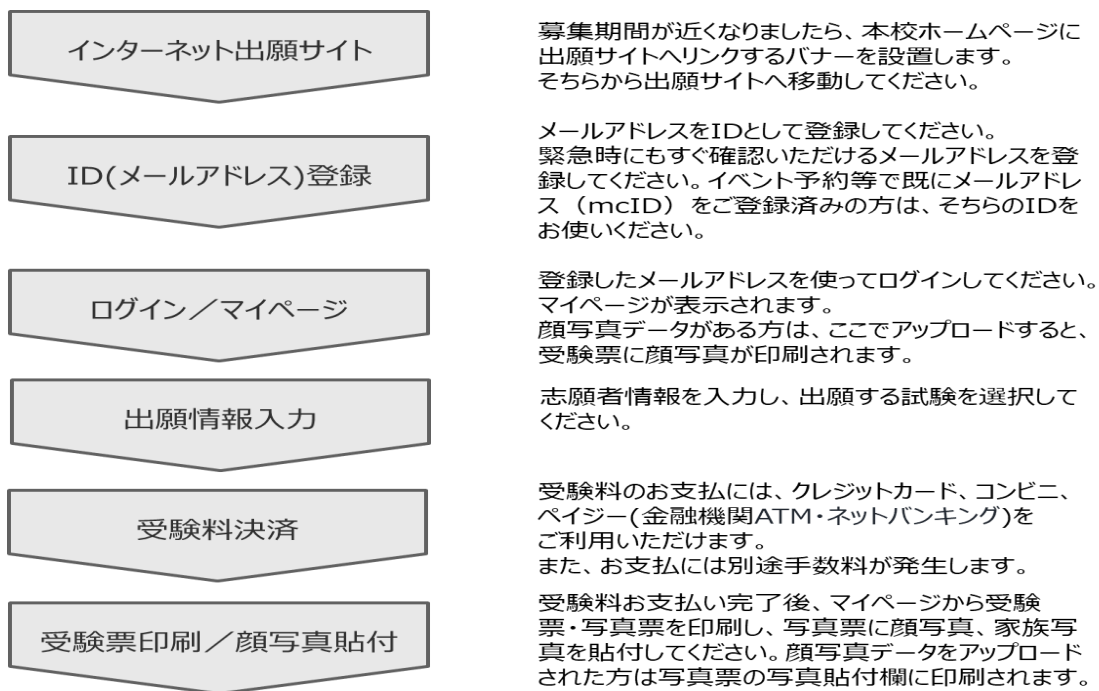 インターネット出願サイト
募集期間が近くなりましたら、本校ホームページに
出願サイトへリンクするバナーを設置します。
そちらから出願サイトへ移動してください。
ID(メールアドレス)登録
メールアドレスをIDとして登録してください。
緊急時にもすぐ確認いただけるメールアドレスを登
録してください。イベント予約等で既にメールアドレ
ス（mcID）をご登録済みの方は、そちらのIDを
お使いください。
ログイン／マイページ
登録したメールアドレスを使ってログインしてください。
マイページが表示されます。
顔写真データがある方は、ここでアップロードすると、
受験票に顔写真が印刷されます。
出願情報入力
志願者情報を入力し、出願する試験を選択して
ください。
受験料決済
受験料のお支払には、クレジットカード、コンビニ、
ペイジー(金融機関ATM・ネットバンキング)を
ご利用いただけます。
また、お支払には別途手数料が発生します。
受験票印刷／顔写真貼付
受験料お支払い完了後、マイページから受験
票・写真票を印刷し、写真票に顔写真、家族写
真を貼付してください。顔写真データをアップロード
された方は写真票の写真貼付欄に印刷されます。